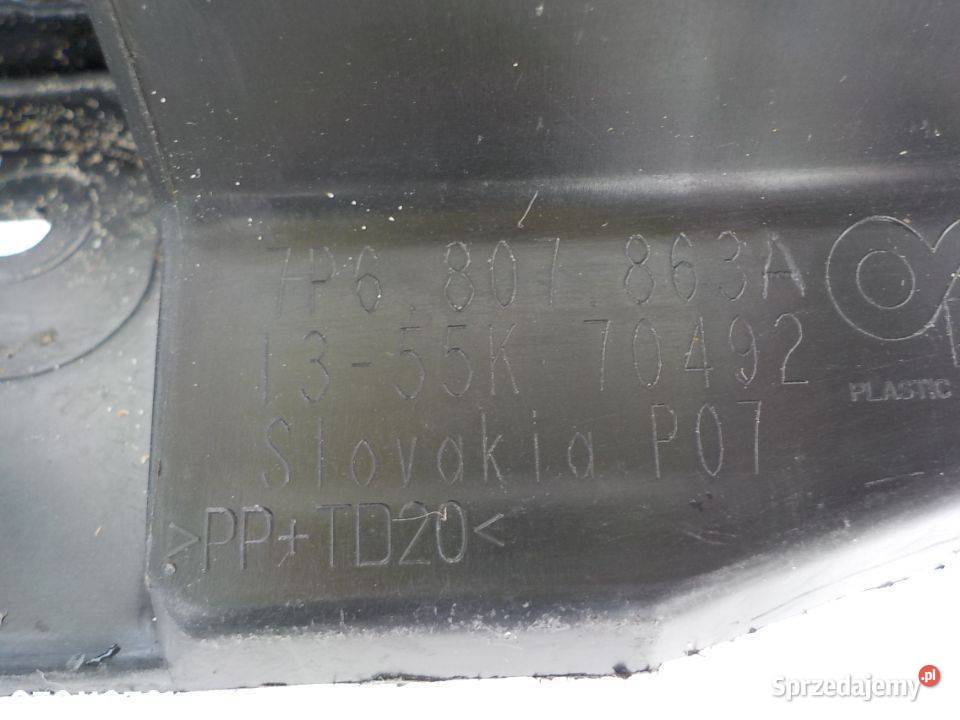 7P6.807.863A
13-55K 70492
Slovakia P07
>PP+TD20<
PLASTIC
Sprzedajemy.pl